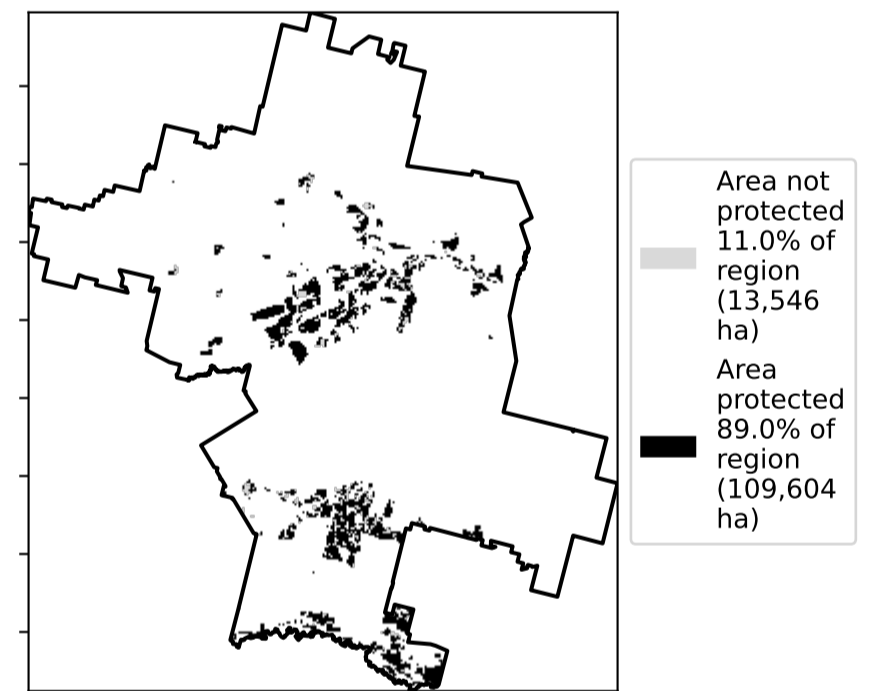 Area not
protected
11.0% of
region
(13,546
ha)
Area
protected
89.0% of
region
(109,604
ha)